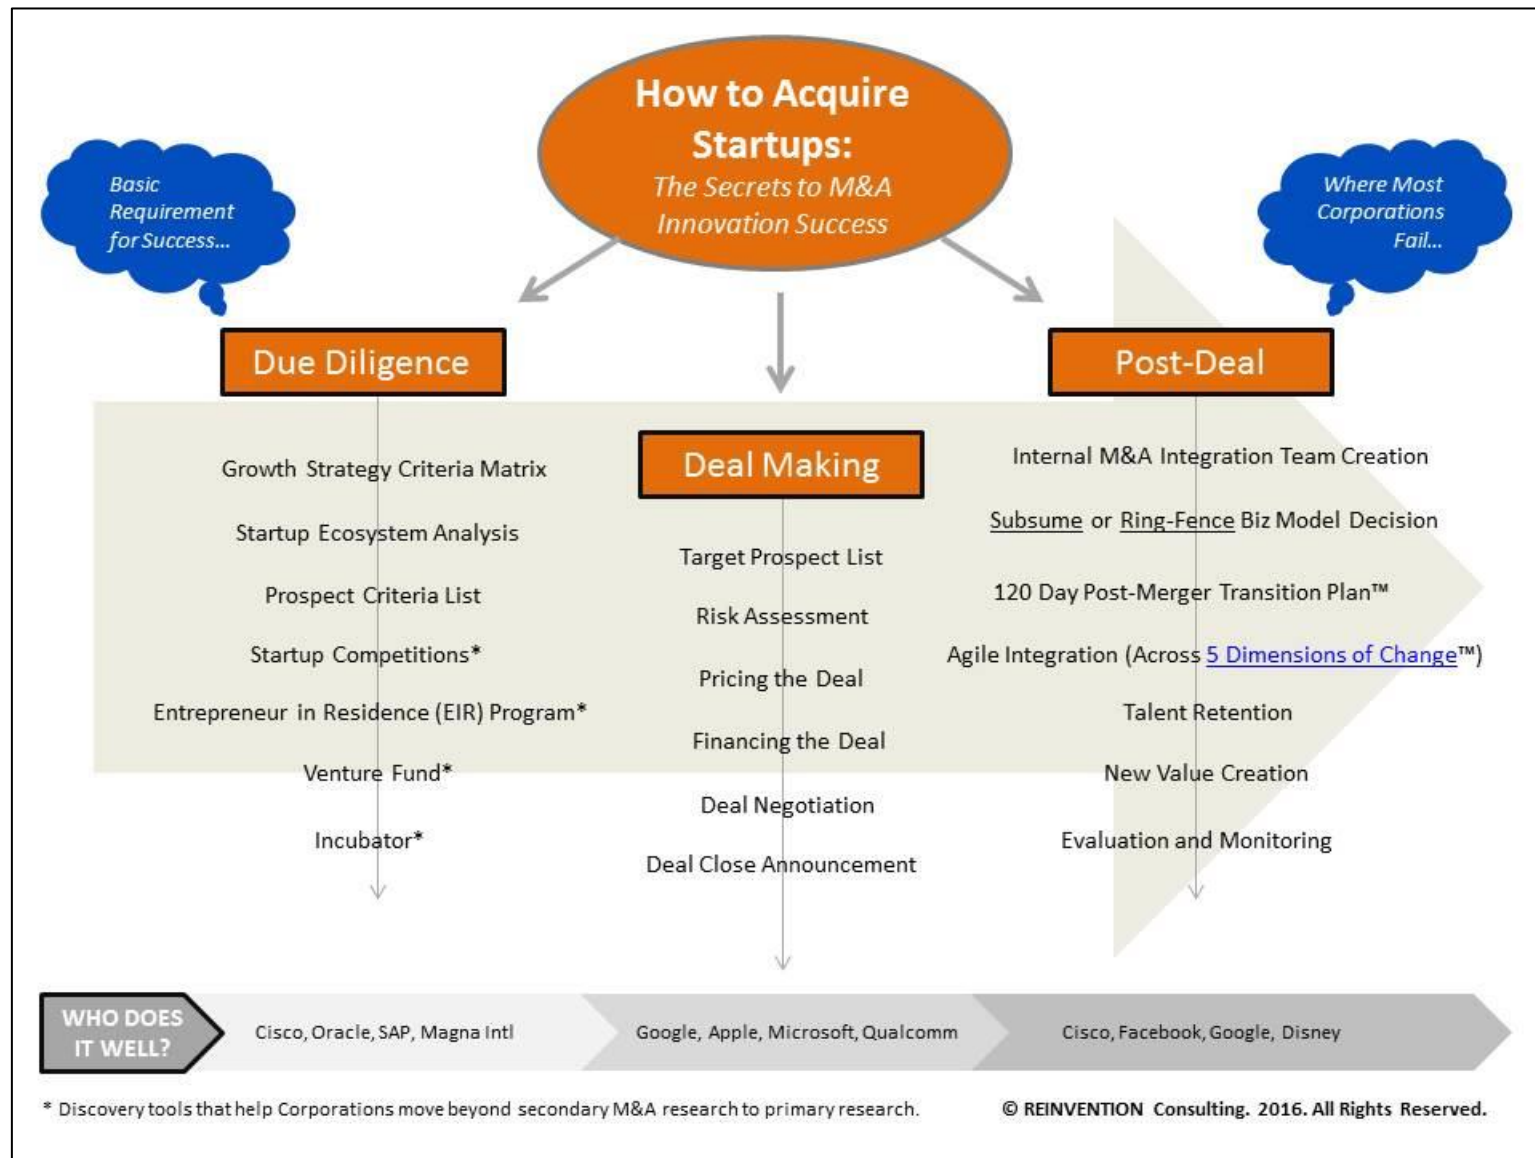 How to Acquire
Startups:
The Secrets to M&A
Innovation Success
Basic
Requirement
for Success...
Where Most
Corporations
Fail...
Due Diligence
Growth Strategy Criteria Matrix
Startup Ecosystem Analysis
Prospect Criteria List
Startup Competitions*
Entrepreneur in Residence (EIR) Program*
Venture Fund*
Incubator*
Deal Making
Target Prospect List
Risk Assessment
Pricing the Deal
Financing the Deal
Deal Negotiation
Deal Close Announcement
Post-Deal
Internal M&A Integration Team Creation
Subsume or Ring-Fence Biz Model Decision
120 Day Post-Merger Transition Plan™
Agile Integration (Across 5 Dimensions of Change™)
Talent Retention
New Value Creation
Evaluation and Monitoring
WHO DOES
IT WELL?
Cisco, Oracle, SAP, Magna Intl
Google, Apple, Microsoft, Qualcomm
Cisco, Facebook, Google, Disney
* Discovery tools that help Corporations move beyond secondary M&A research to primary research.
© REINVENTION Consulting. 2016. All Rights Reserved.